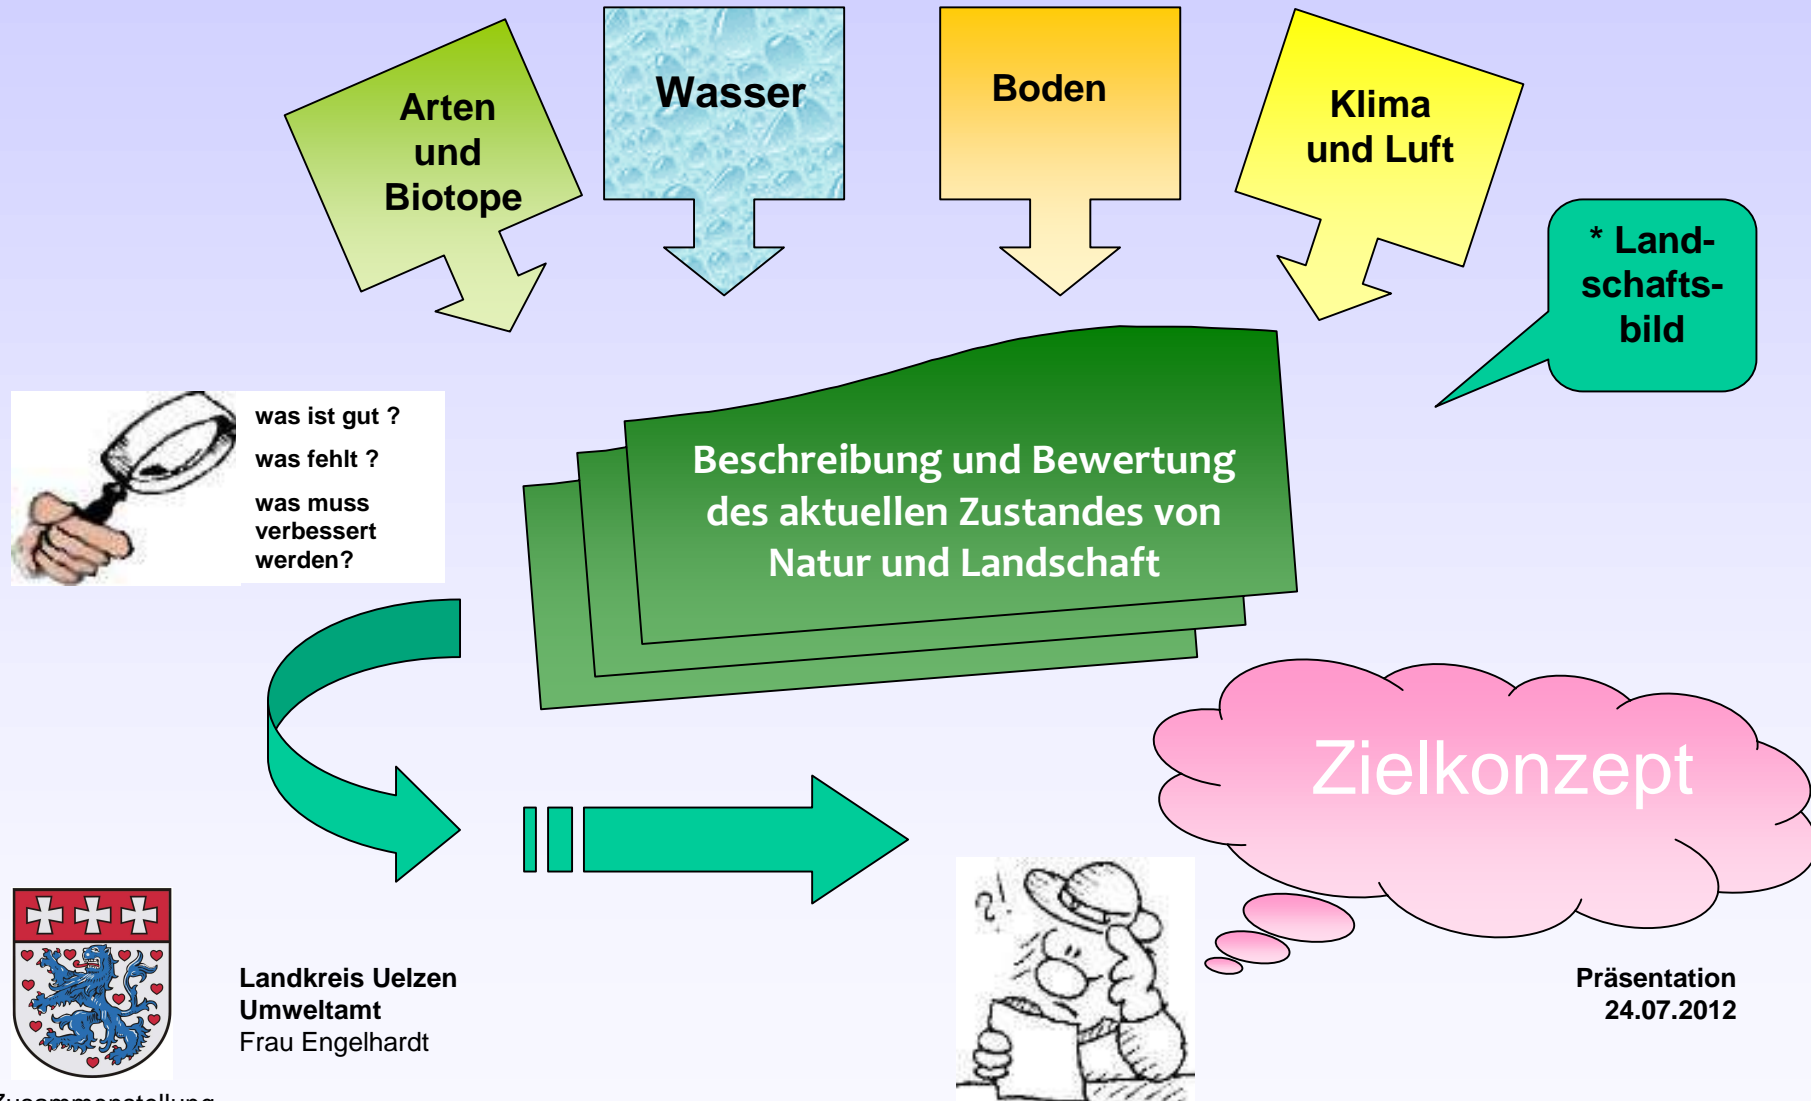 Arten
und
Biotope
Wasser
Boden
Klima
und Luft
* Land-
schafts-
bild
was ist gut ?
was fehlt ?
was muss
verbessert
werden?
Beschreibung und Bewertung
des aktuellen Zustandes von
Natur und Landschaft
Zielkonzept
?!
Landkreis Uelzen
Umweltamt
Frau Engelhardt
Präsentation
24.07.2012
Zusammenstellung